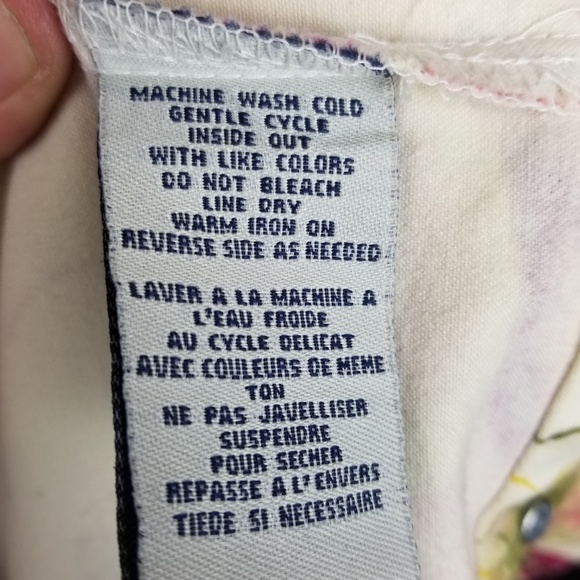 MACHINE WASH COLD
GENTLE CYCLE
INSIDE OUT
WITH LIKE COLORS
DO NOT BLEACH
LINE DRY
WARM IRON ON
REVERSE SIDE AS NEEDED
LAVER A LA MACHINE A
L'EAU FROIDE
AU CYCLE DELICAT
AVEC COULEURS DE MEME
TON
NE PAS JAVELLISER
SUSPENDRE
POUR SECHER
REPASSE A L'ENVERS
TIEDE SI NECESSAIRE